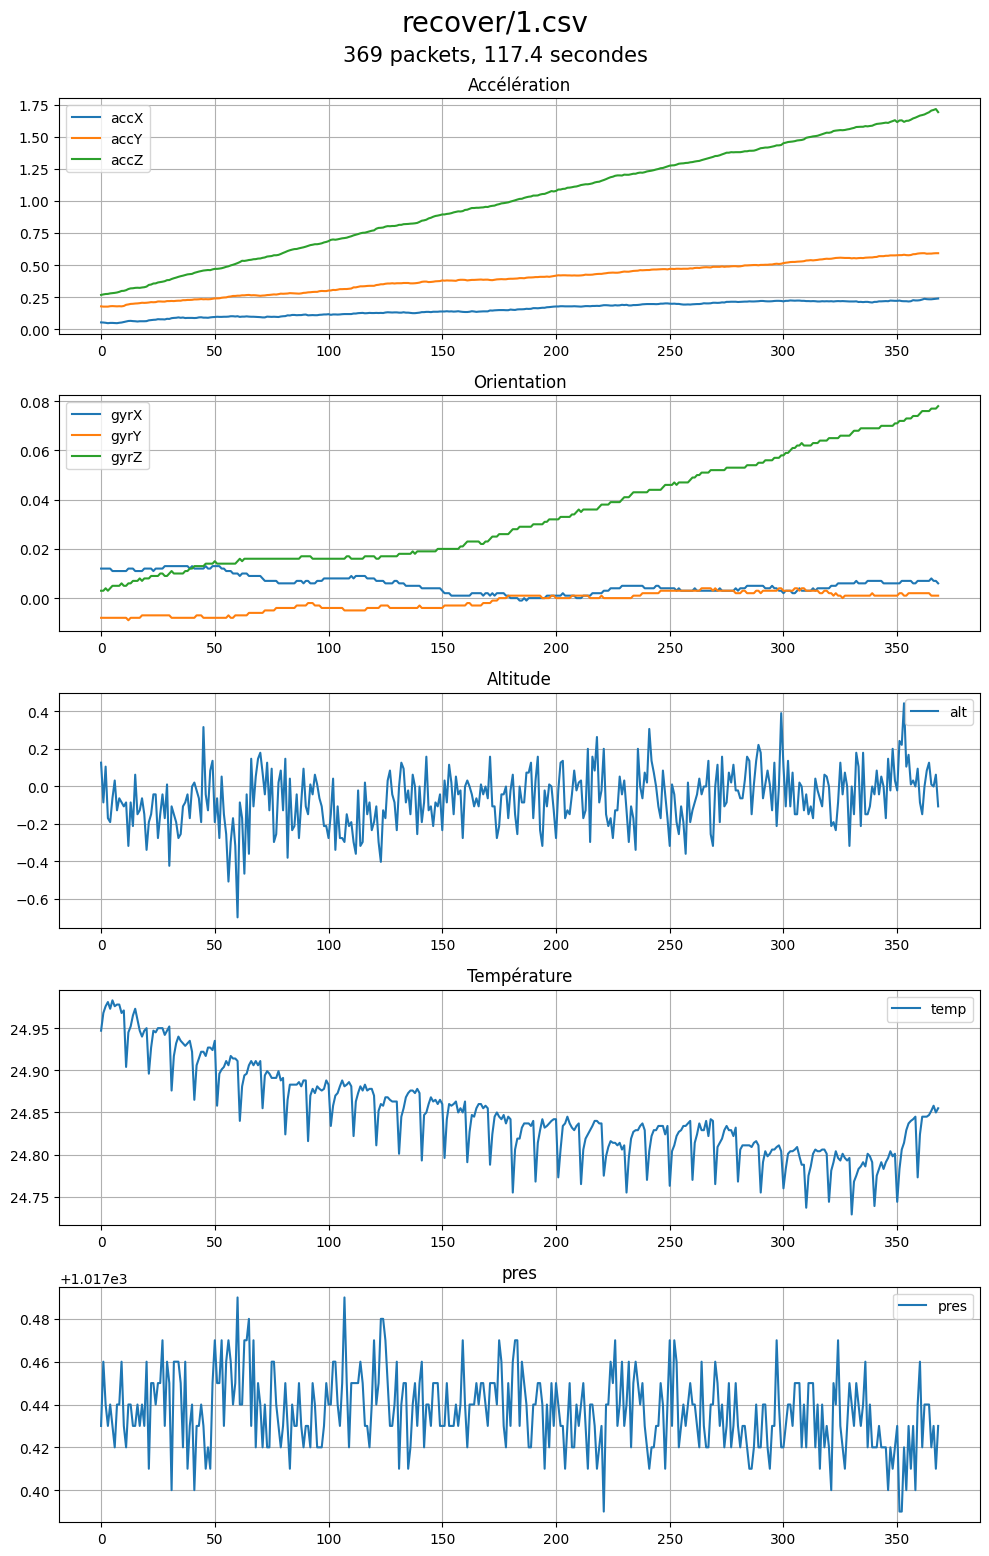 recover/1.csv
369 packets, 117.4 secondes
Accélération
1.75
1.50
1.25
1.00
0.75
0.50
0.25
0.00
accX
accY
accZ
0 50 100 150 200 250 300 350
Orientation
0.08
0.06
0.04
0.02
0.00
gyrX
gyrY
gyrZ
0 50 100 150 200 250 300 350
Altitude
0.4
0.2
0.0
−0.2
−0.4
−0.6
alt
0 50 100 150 200 250 300 350
Température
24.95
24.90
24.85
24.80
24.75
temp
0 50 100 150 200 250 300 350
pres
+1.017e3
0.48
0.46
0.44
0.42
0.40
pres
0 50 100 150 200 250 300 350